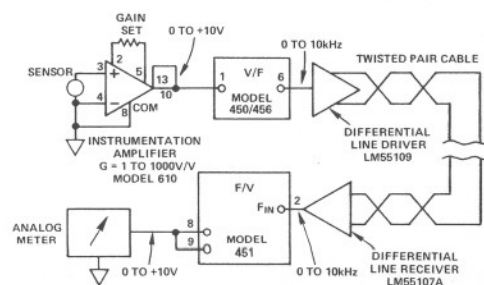 GAIN
SET
0 TO +10V
0 TO 10kHz
TWISTED PAIR CABLE
SENSOR
3
2
5
13
10
4
8
COM
1
V/F
6
MODEL
450/456
INSTRUMENTATION
AMPLIFIER
G = 1 TO 1000V/V
MODEL 610
DIFFERENTIAL
LINE DRIVER
LM55109
ANALOG
METER
0 TO +10V
8
9
F/V
FIN
MODEL
451
2
0 TO 10kHz
DIFFERENTIAL
LINE RECEIVER
LM55107A